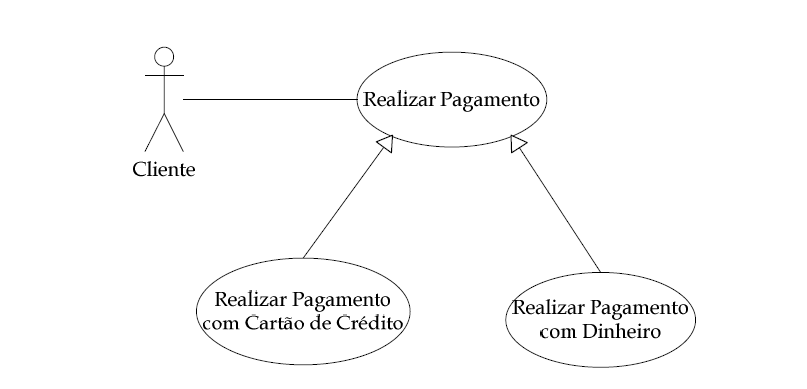 Realizar Pagamento
Cliente
Realizar Pagamento
com Cartão de Crédito
Realizar Pagamento
com Dinheiro